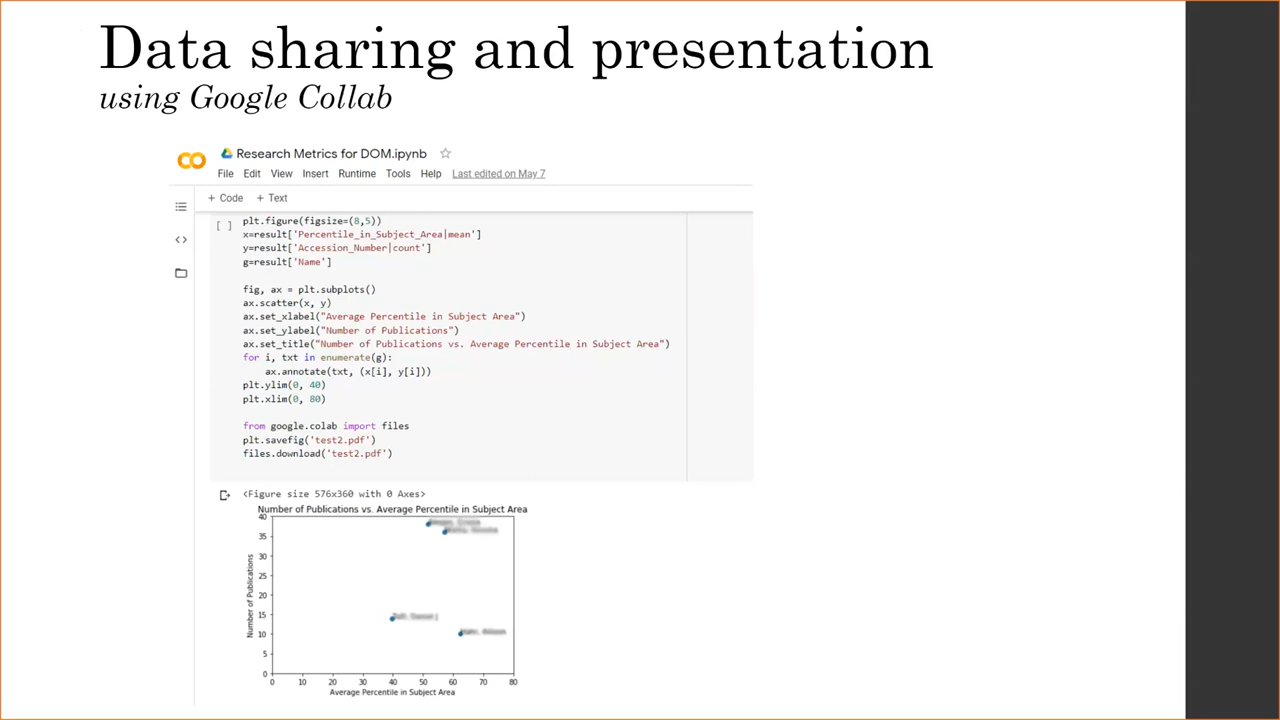 Data sharing and presentation
using Google Collab
CO
Research Metrics for DOM.ipynb
File Edit View Insert Runtime Tools Help Last edited on May 7
+ Code + Text
[ ] plt.figure(figsize=(8,5))
x=result['Percentile_in_Subject_Area|mean']
y=result['Accession_Number|count']
g=result['Name']
fig, ax = plt.subplots()
ax.scatter(x, y)
ax.set_xlabel("Average Percentile in Subject Area")
ax.set_ylabel("Number of Publications")
ax.set_title("Number of Publications vs. Average Percentile in Subject Area")
for i, txt in enumerate(g):
    ax.annotate(txt, (x[i], y[i]))
plt.ylim(0, 40)
plt.xlim(0, 80)
from google.colab import files
plt.savefig('test2.pdf')
files.download('test2.pdf')
<Figure size 576x360 with 0 Axes>
Number of Publications vs. Average Percentile in Subject Area
Number of Publications
40
35
30
25
20
15
10
5
0
0 10 20 30 40 50 60 70 80
Average Percentile in Subject Area